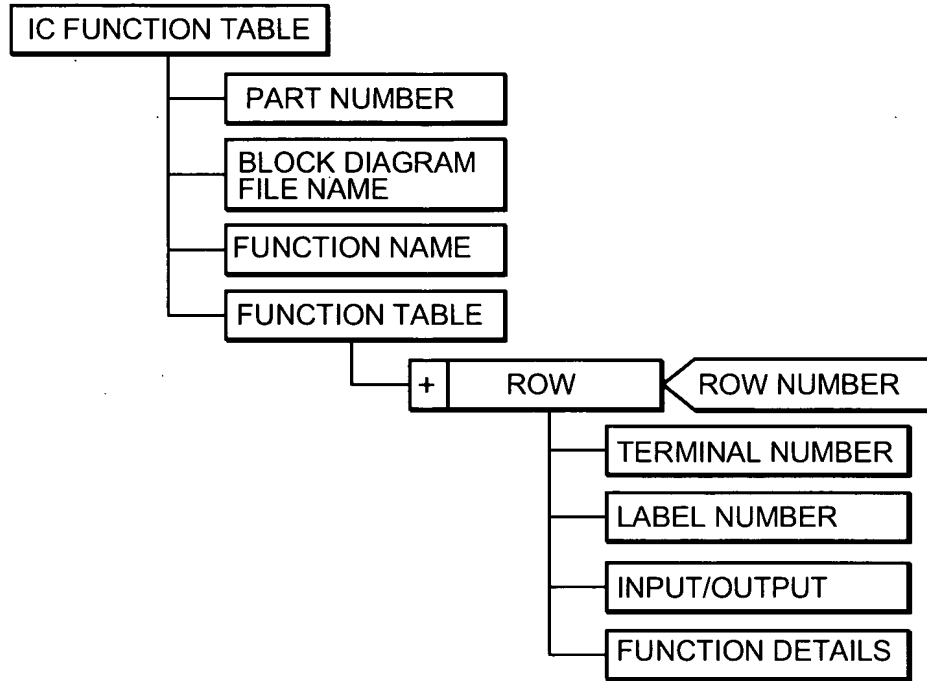 IC FUNCTION TABLE
PART NUMBER
BLOCK DIAGRAM
FILE NAME
FUNCTION NAME
FUNCTION TABLE
+ ROW ROW NUMBER
TERMINAL NUMBER
LABEL NUMBER
INPUT/OUTPUT
FUNCTION DETAILS